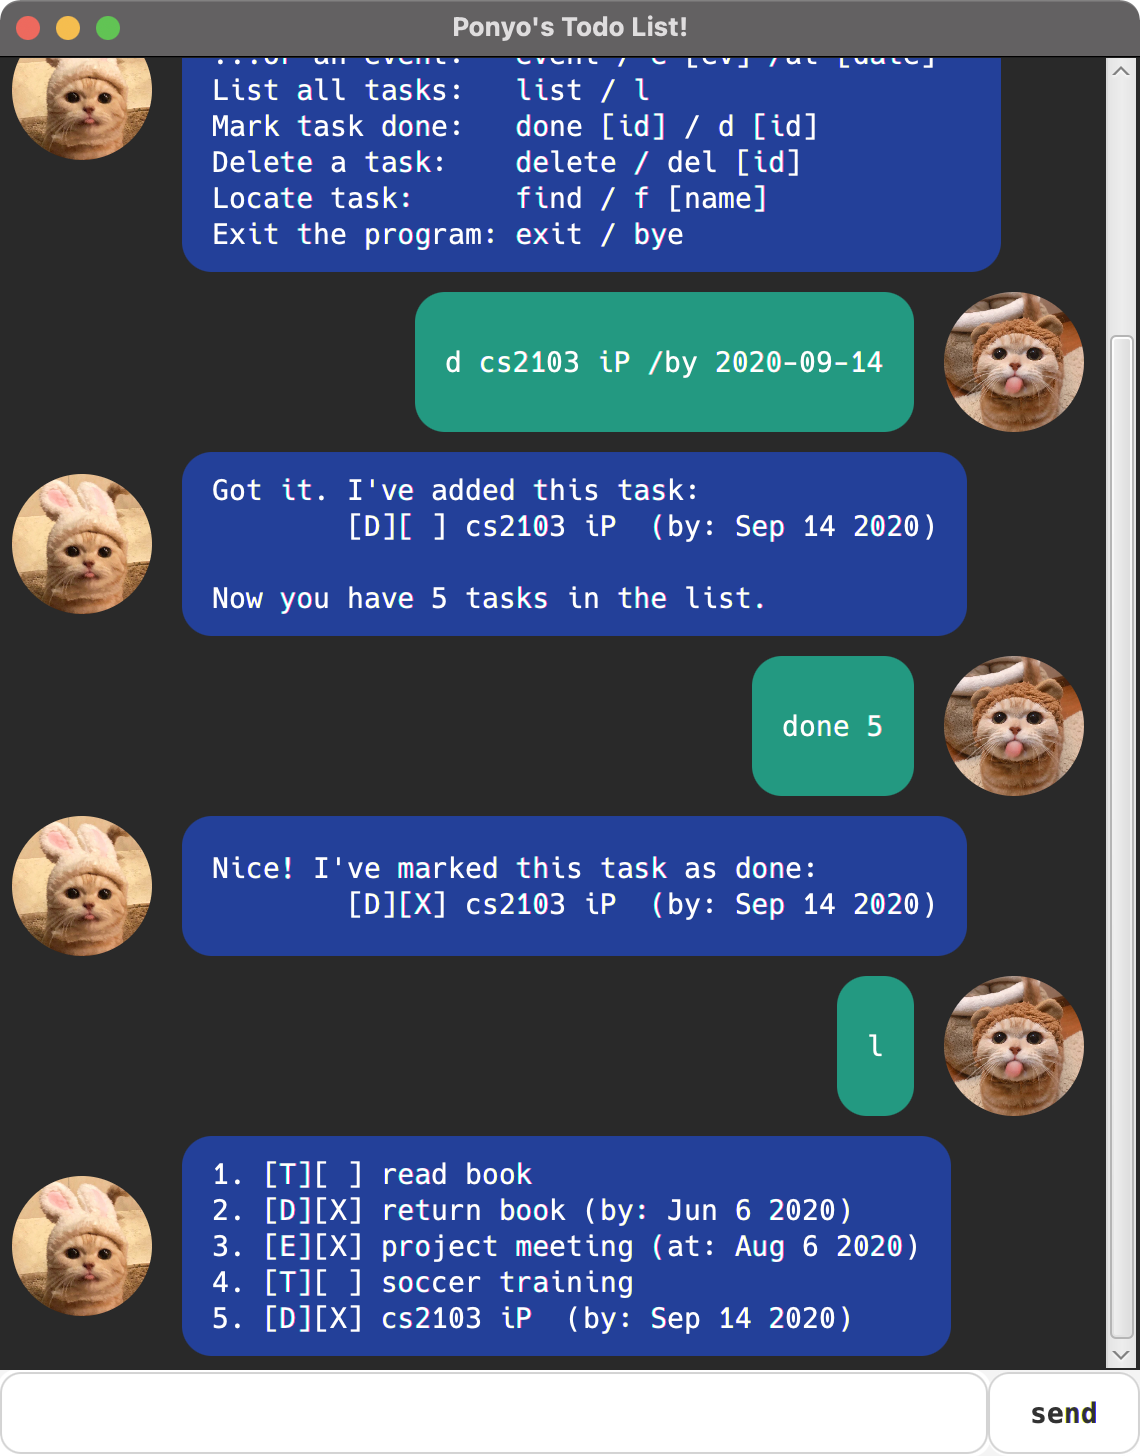 Ponyo's Todo List!
...or an event:   event / e [ev] /at [date]
List all tasks:   list / l
Mark task done:   done [id] / d [id]
Delete a task:    delete / del [id]
Locate task:      find / f [name]
Exit the program: exit / bye
d cs2103 iP /by 2020-09-14
Got it. I've added this task:
        [D][ ] cs2103 iP  (by: Sep 14 2020)
Now you have 5 tasks in the list.
done 5
Nice! I've marked this task as done:
        [D][X] cs2103 iP  (by: Sep 14 2020)
l
1. [T][ ] read book
2. [D][X] return book (by: Jun 6 2020)
3. [E][X] project meeting (at: Aug 6 2020)
4. [T][ ] soccer training
5. [D][X] cs2103 iP  (by: Sep 14 2020)
send